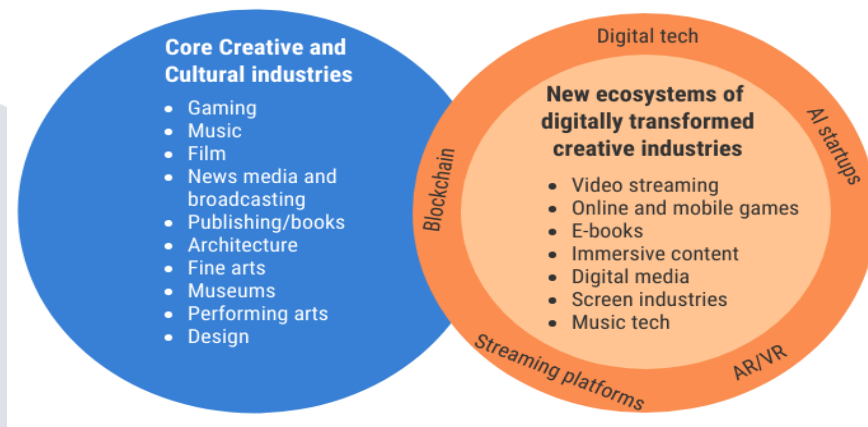 Core Creative and
Cultural industries
• Gaming
• Music
• Film
• News media and
broadcasting
• Publishing/books
• Architecture
• Fine arts
• Museums
• Performing arts
• Design
Digital tech
AI startups
Blockchain
New ecosystems of
digitally transformed
creative industries
• Video streaming
• Online and mobile games
• E-books
• Immersive content
• Digital media
• Screen industries
• Music tech
Streaming platforms
AR/VR